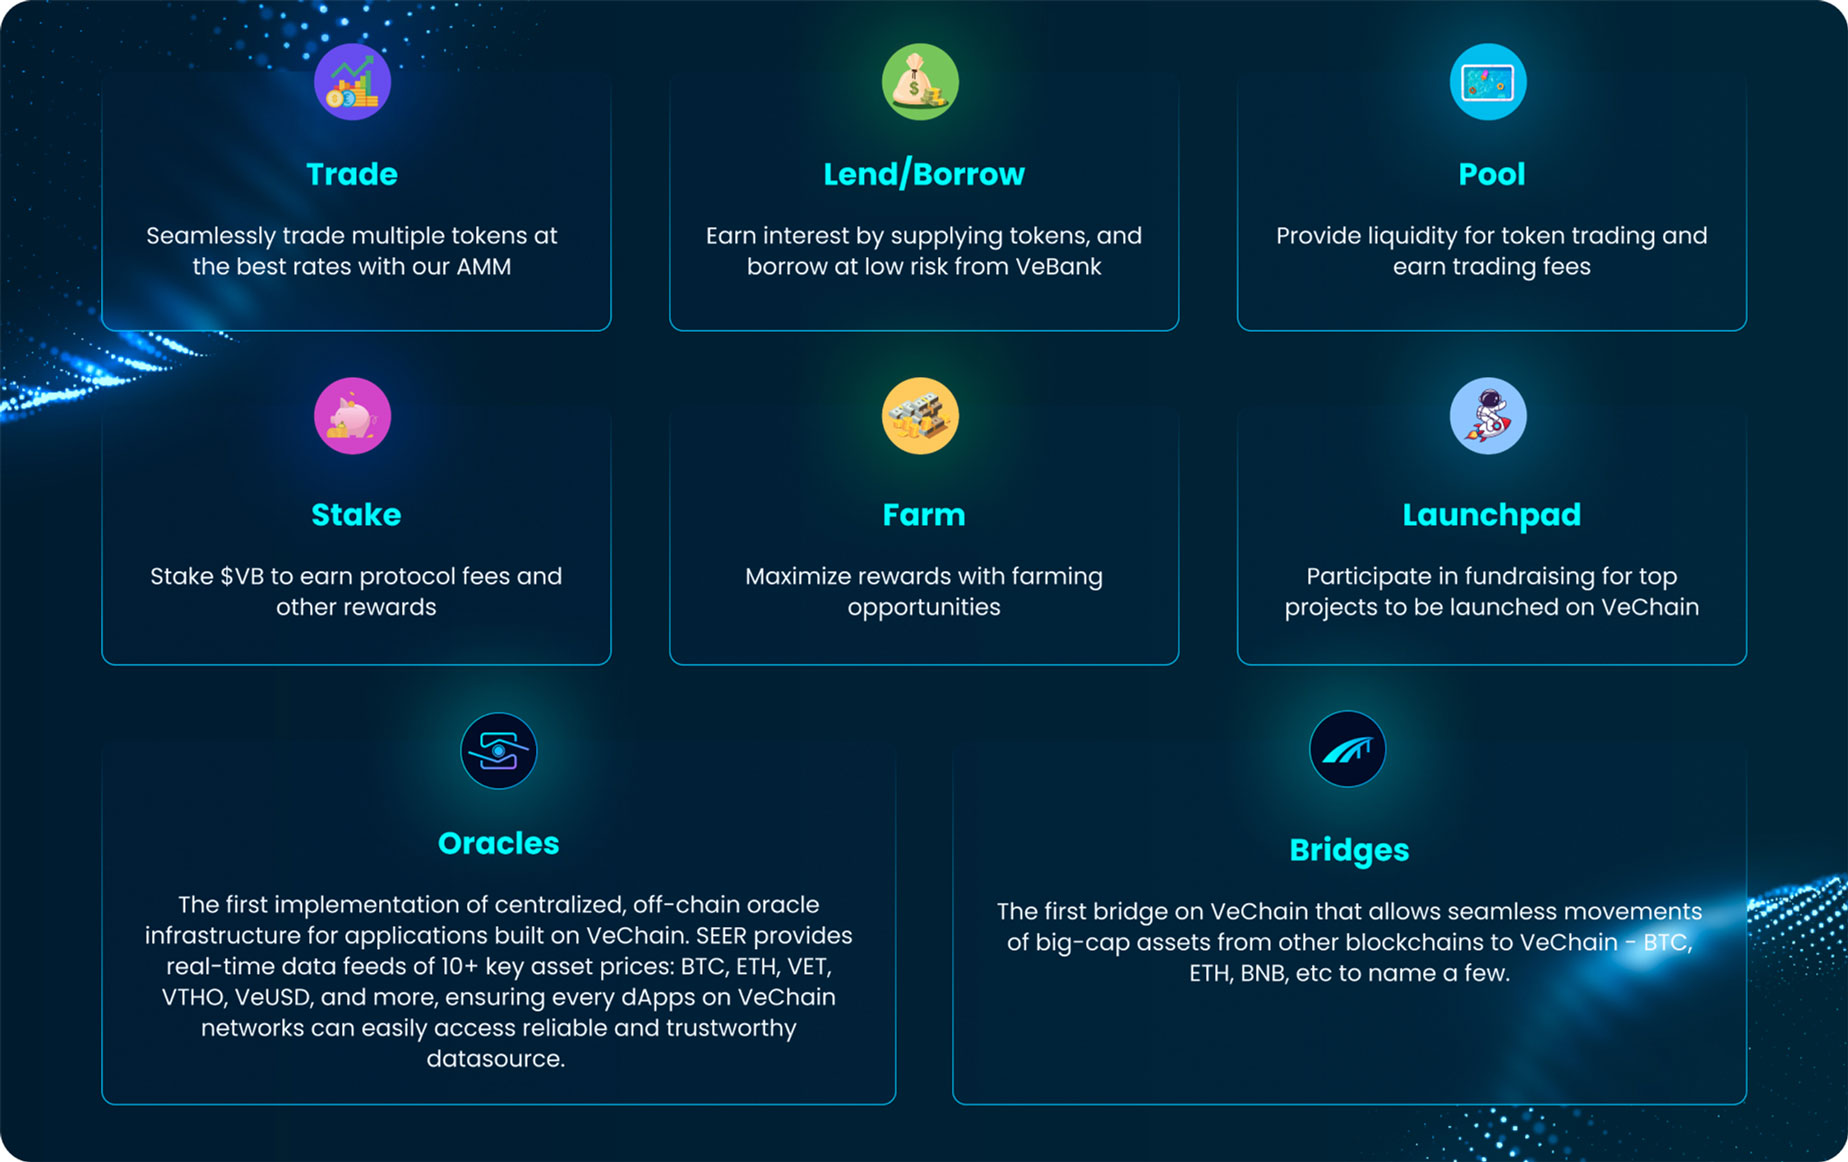 Trade
Seamlessly trade multiple tokens at
the best rates with our AMM
Lend/Borrow
Earn interest by supplying tokens, and
borrow at low risk from VeBank
Pool
Provide liquidity for token trading and
earn trading fees
Stake
Stake $VB to earn protocol fees and
other rewards
Farm
Maximize rewards with farming
opportunities
Launchpad
Participate in fundraising for top
projects to be launched on VeChain
Oracles
The first implementation of centralized, off-chain oracle
infrastructure for applications built on VeChain. SEER provides
real-time data feeds of 10+ key asset prices: BTC, ETH, VET,
VTHO, VeUSD, and more, ensuring every dApps on VeChain
networks can easily access reliable and trustworthy
datasource.
Bridges
The first bridge on VeChain that allows seamless movements
of big-cap assets from other blockchains to VeChain - BTC,
ETH, BNB, etc to name a few.